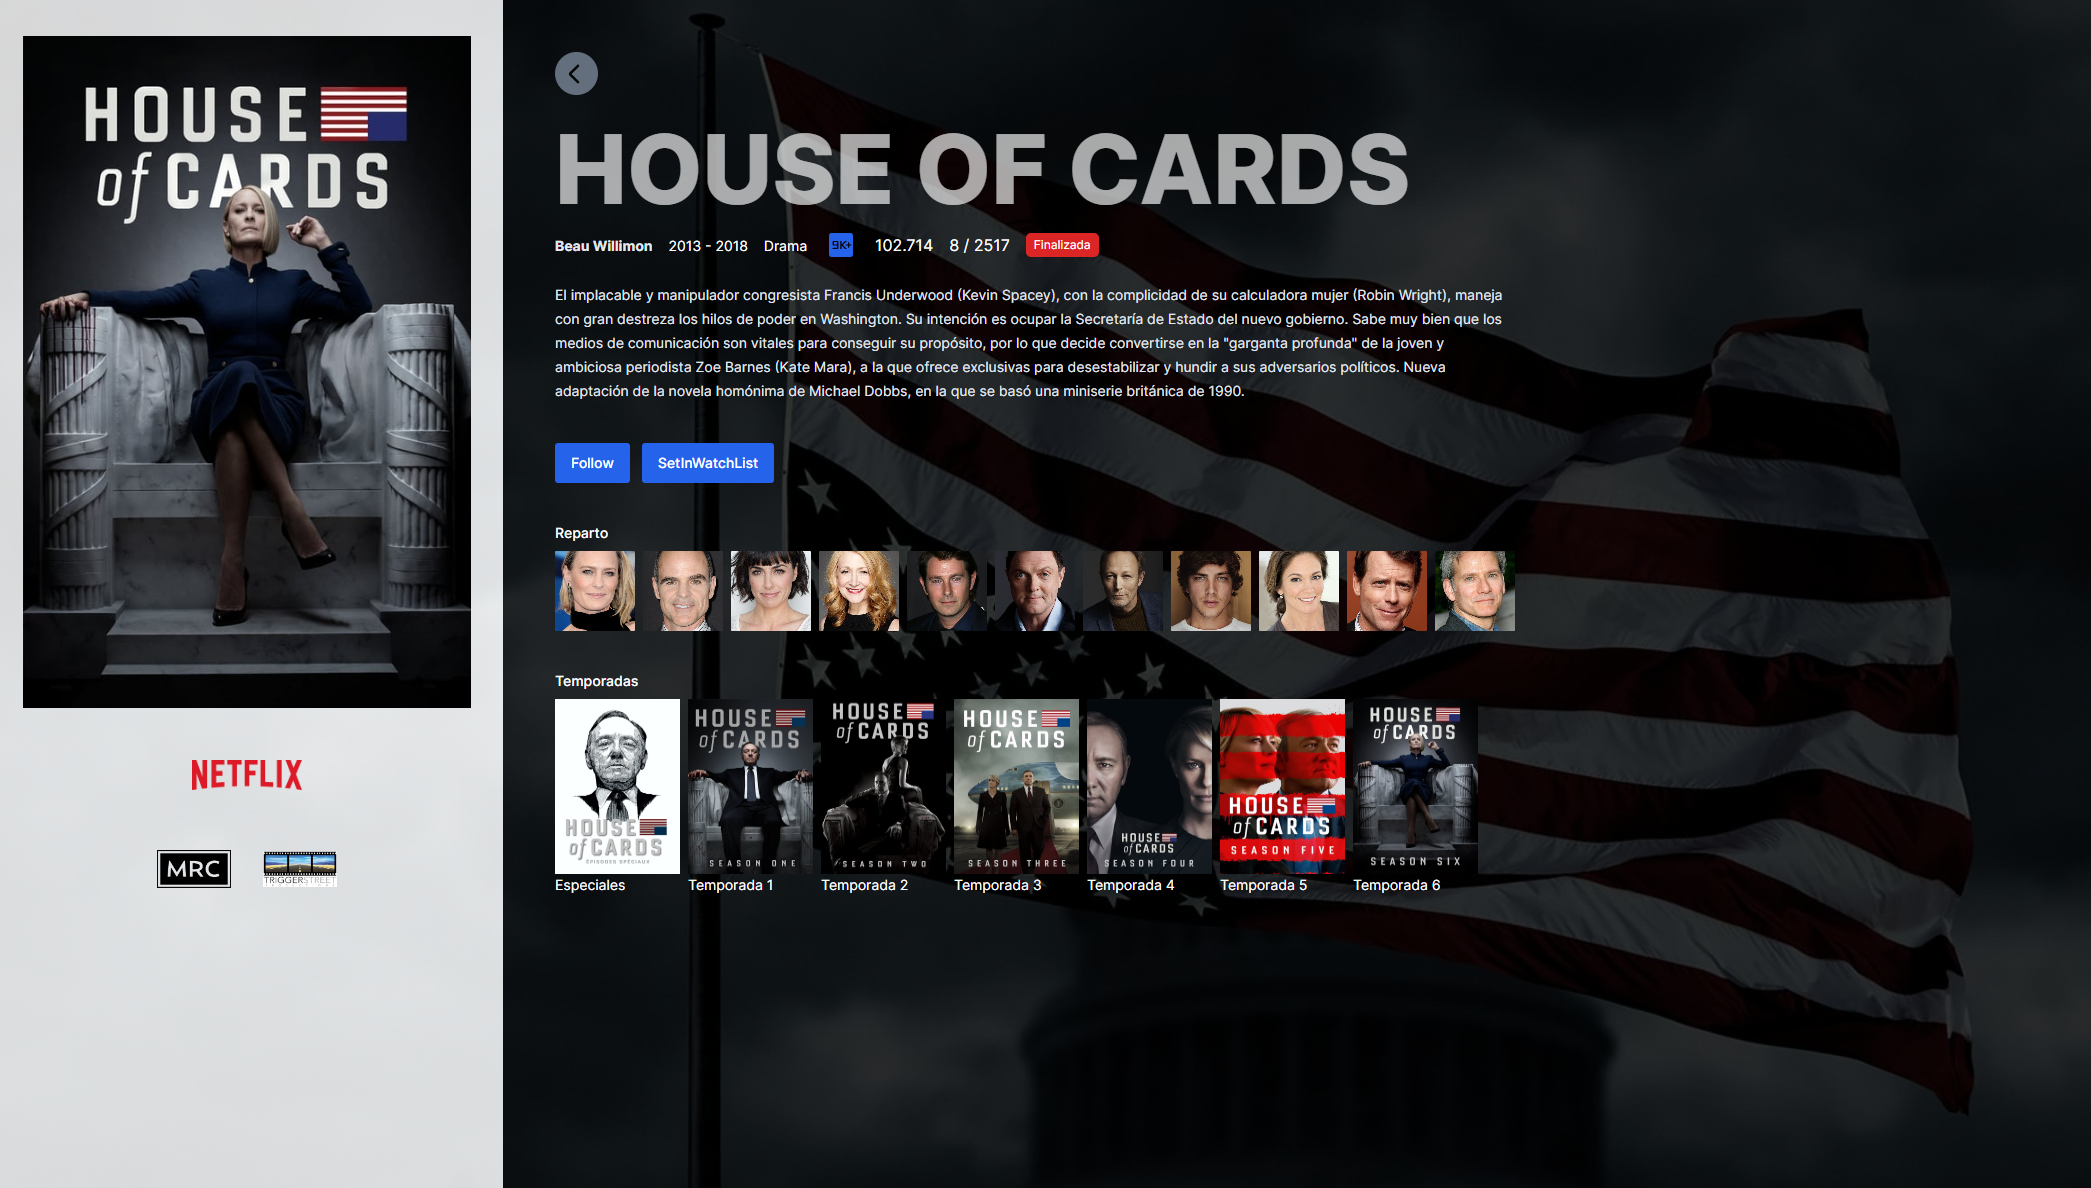 HOUSE
of CARDS
NETFLIX
MRC
TRIGGERSTREET
HOUSE OF CARDS
Beau Willimon 2013 - 2018 Drama 9K+ 102.714 8 / 2517 Finalizada
El implacable y manipulador congresista Francis Underwood (Kevin Spacey), con la complicidad de su calculadora mujer (Robin Wright), maneja
con gran destreza los hilos de poder en Washington. Su intención es ocupar la Secretaría de Estado del nuevo gobierno. Sabe muy bien que los
medios de comunicación son vitales para conseguir su propósito, por lo que decide convertirse en la "garganta profunda" de la joven y
ambiciosa periodista Zoe Barnes (Kate Mara), a la que ofrece exclusivas para desestabilizar y hundir a sus adversarios políticos. Nueva
adaptación de la novela homónima de Michael Dobbs, en la que se basó una miniserie británica de 1990.
Follow SetInWatchList
Reparto
Temporadas
HOUSE
of CARDS
ÉPISODES SPÉCIAUX
HOUSE
of CARDS
SEASON ONE
HOUSE
of CARDS
SEASON TWO
HOUSE
of CARDS
SEASON THREE
HOUSE
of CARDS
SEASON FOUR
HOUSE
of CARDS
SEASON FIVE
HOUSE
of CARDS
SEASON SIX
Especiales Temporada 1 Temporada 2 Temporada 3 Temporada 4 Temporada 5 Temporada 6